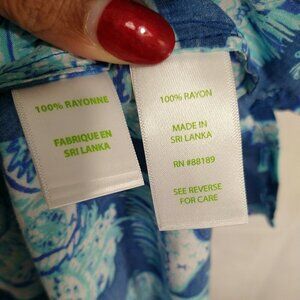 100% RAYONNE
FABRIQUE EN
SRI LANKA
100% RAYON
MADE IN
SRI LANKA
RN #88189
SEE REVERSE
FOR CARE